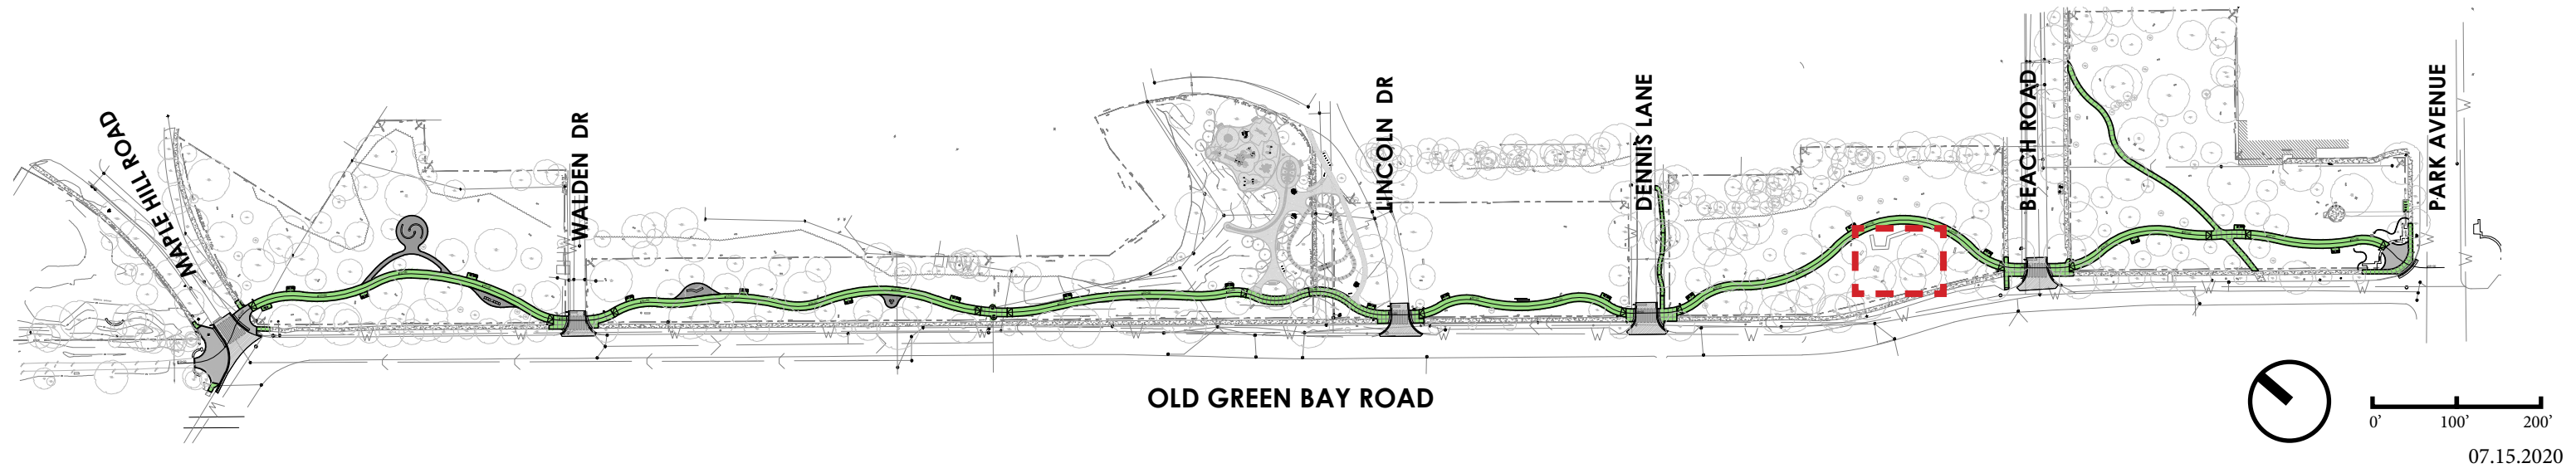 MAPLE HILL ROAD
WALDEN DR
LINCOLN DR
DENNIS LANE
BEACH ROAD
PARK AVENUE
OLD GREEN BAY ROAD
0' 100' 200'
07.15.2020